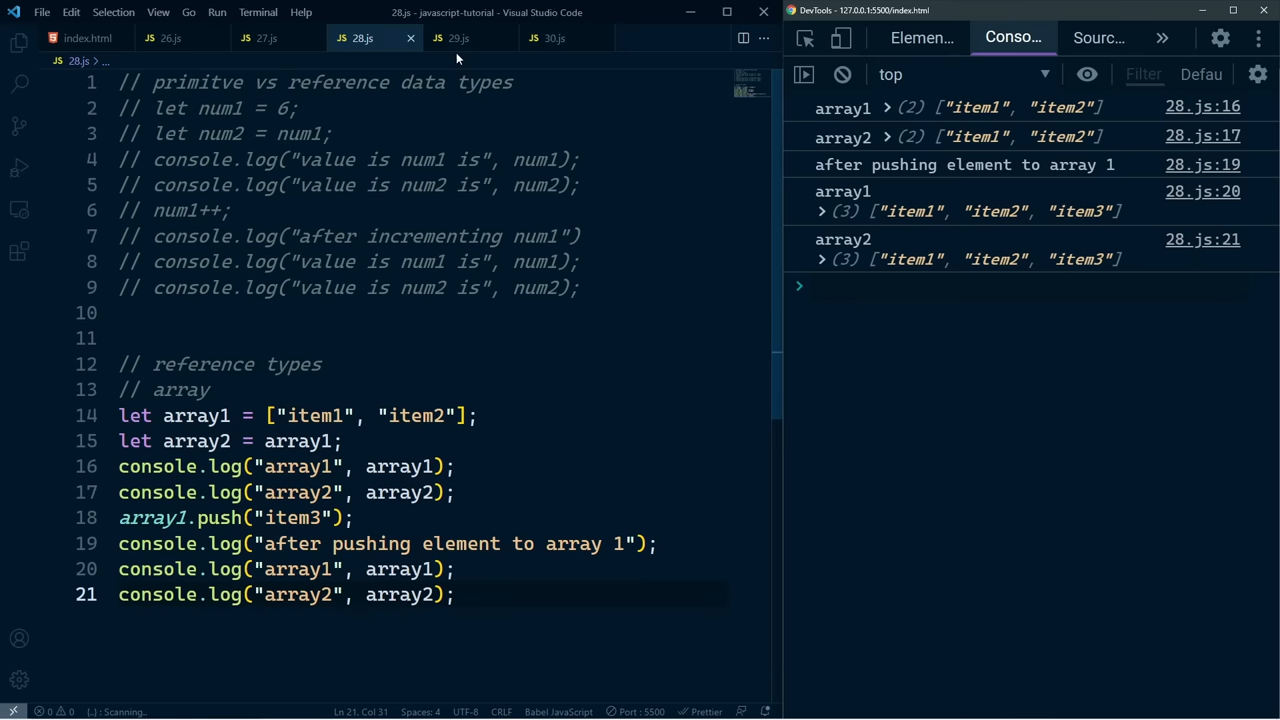 File Edit Selection View Go Run Terminal Help 28.js - javascript-tutorial - Visual Studio Code
index.html JS 26.js JS 27.js JS 28.js JS 29.js JS 30.js
JS 28.js > ...
1 // primitve vs reference data types
2 // let num1 = 6;
3 // let num2 = num1;
4 // console.log("value is num1 is", num1);
5 // console.log("value is num2 is", num2);
6 // num1++;
7 // console.log("after incrementing num1")
8 // console.log("value is num1 is", num1);
9 // console.log("value is num2 is", num2);
10
11
12 // reference types
13 // array
14 let array1 = ["item1", "item2"];
15 let array2 = array1;
16 console.log("array1", array1);
17 console.log("array2", array2);
18 array1.push("item3");
19 console.log("after pushing element to array 1");
20 console.log("array1", array1);
21 console.log("array2", array2);
0 0 {..}: Scanning.. Ln 21, Col 31 Spaces: 4 UTF-8 CRLF Babel JavaScript Port : 5500 Prettier
DevTools - 127.0.0.1:5500/index.html
Elemen... Conso... Sourc...
top Filter Defau
array1 (2) ["item1", "item2"] 28.js:16
array2 (2) ["item1", "item2"] 28.js:17
after pushing element to array 1 28.js:19
array1 28.js:20
(3) ["item1", "item2", "item3"]
array2 28.js:21
(3) ["item1", "item2", "item3"]